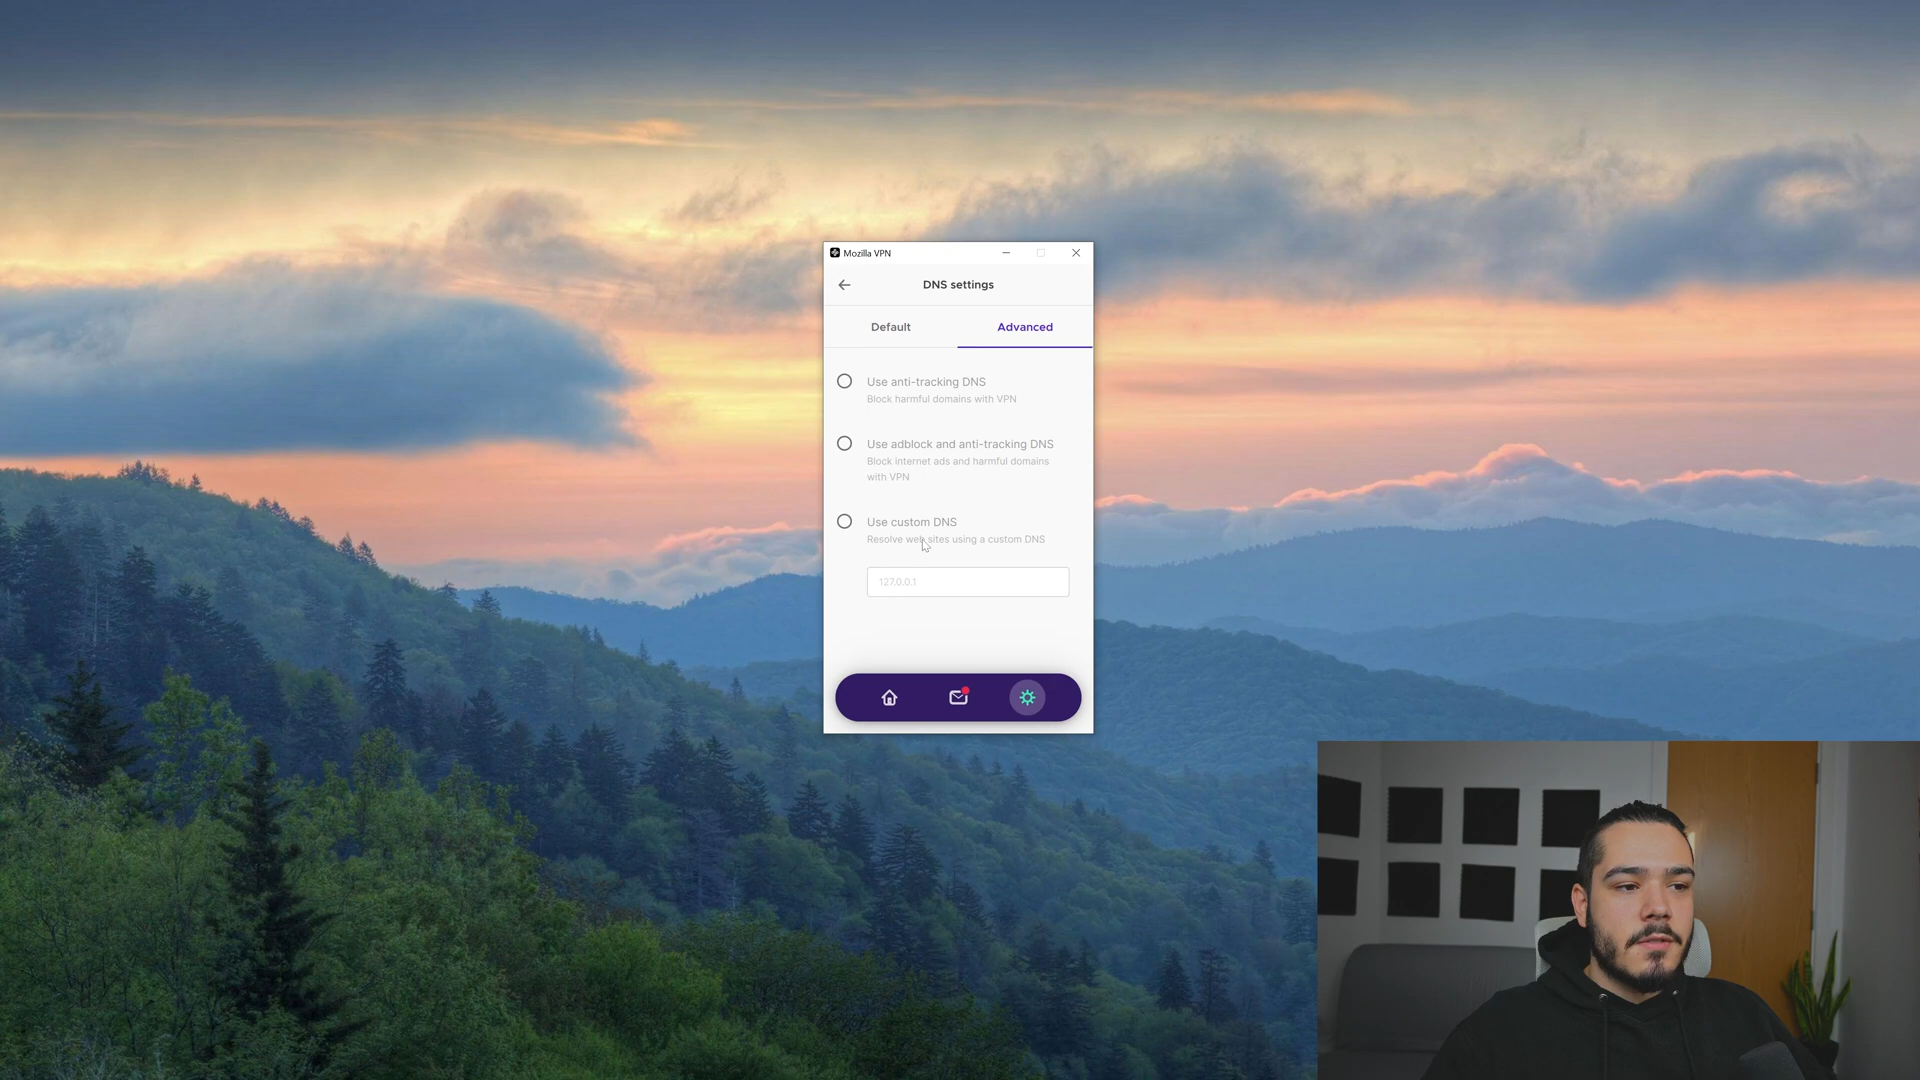 Mozilla VPN
DNS settings
Default
Advanced
Use anti-tracking DNS
Block harmful domains with VPN
Use adblock and anti-tracking DNS
Block internet ads and harmful domains
with VPN
Use custom DNS
Resolve web sites using a custom DNS
127.0.0.1